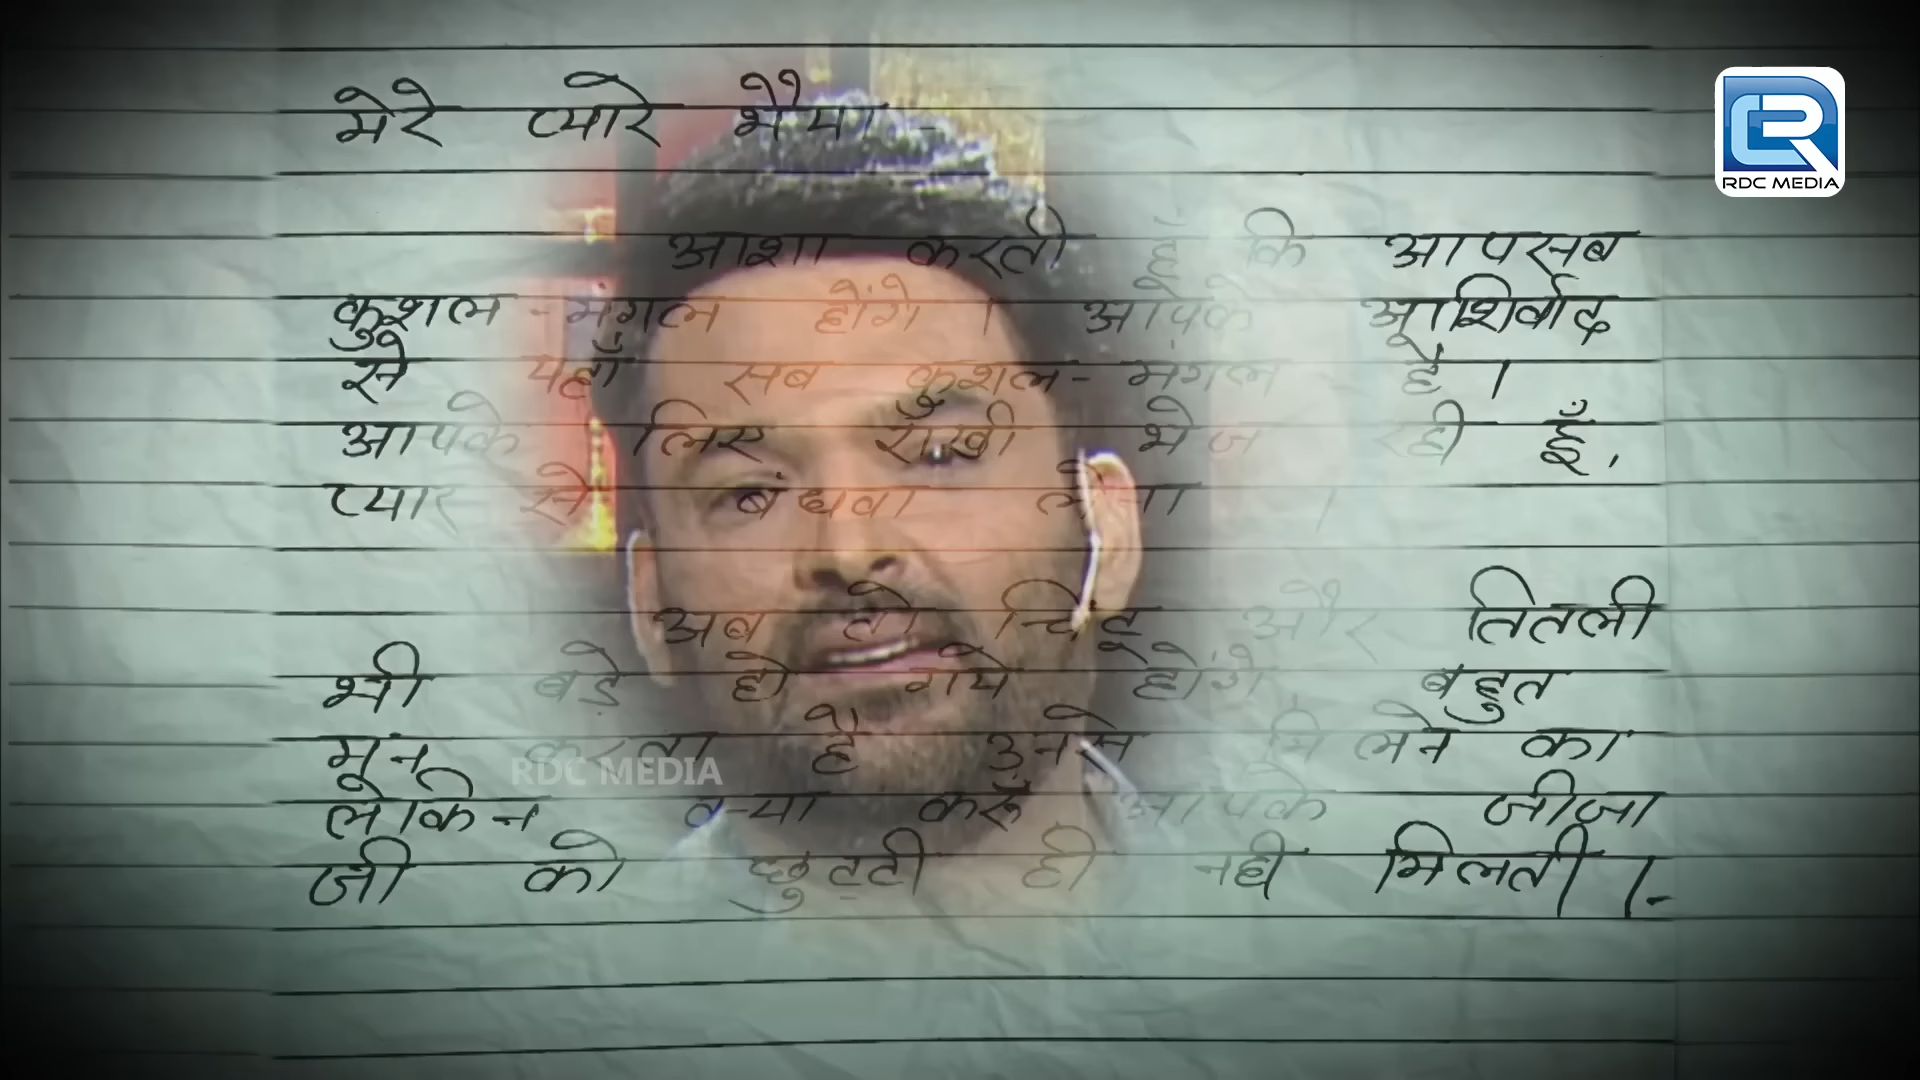 मेरे प्यारे भैया -
आशा करती हूँ कि आपसब
कुशल-मंगल होंगे । आपके आशिर्वाद
से यहाँ सब कुशल-मंगल है ।
आपके लिए राखी भेज रही हूँ,
प्यार से बंधवा लेना ।
अब तो चिंटू और तितली
भी बड़े हो गये होंगे, बहुत
मन करता है उनसे मिलने का
लेकिन क्या करूँ आपके जीजा
जी को छुट्टी ही नही मिलती ।-
RDC MEDIA
RDC MEDIA